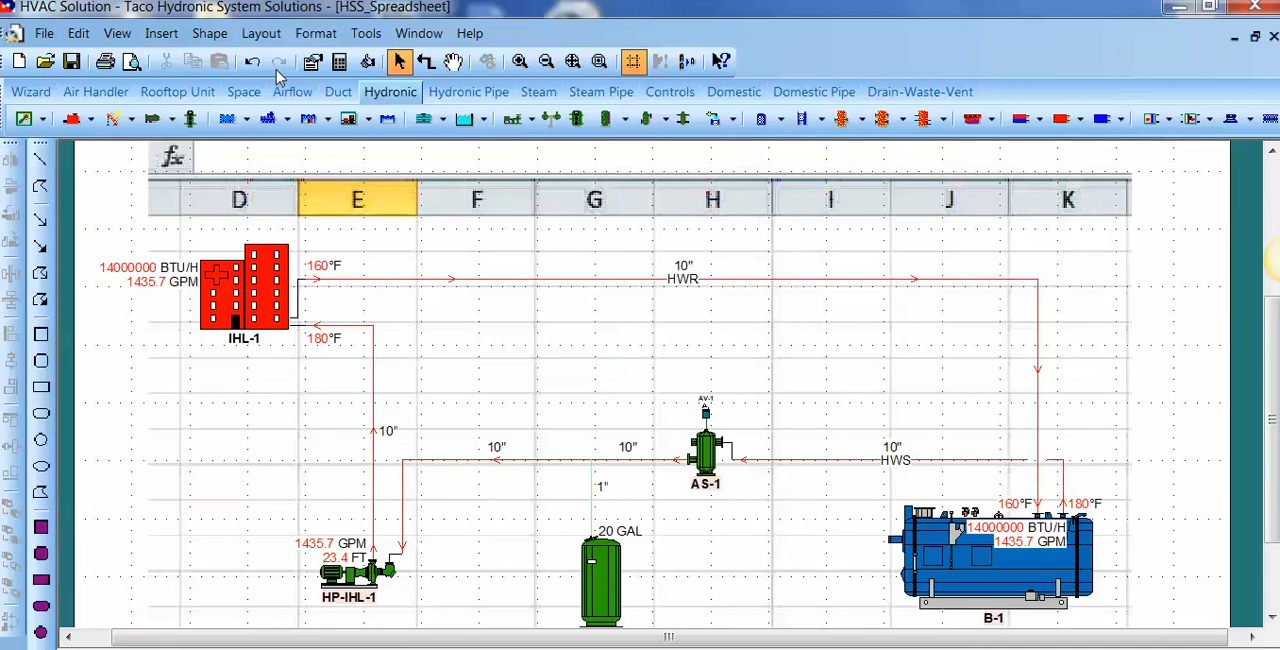 HVAC Solution - Taco Hydronic System Solutions - [HSS_Spreadsheet]
File Edit View Insert Shape Layout Format Tools Window Help
Wizard Air Handler Rooftop Unit Space Airflow Duct Hydronic Hydronic Pipe Steam Steam Pipe Controls Domestic Domestic Pipe Drain-Waste-Vent
fx
D E F G H I J K
14000000 BTU/H
1435.7 GPM
160°F
10"
HWR
IHL-1
180°F
AV-1
10"
10"
10"
10"
HWS
AS-1
1"
160°F
180°F
20 GAL
14000000 BTU/H
1435.7 GPM
1435.7 GPM
23.4 FT
HP-IHL-1
B-1